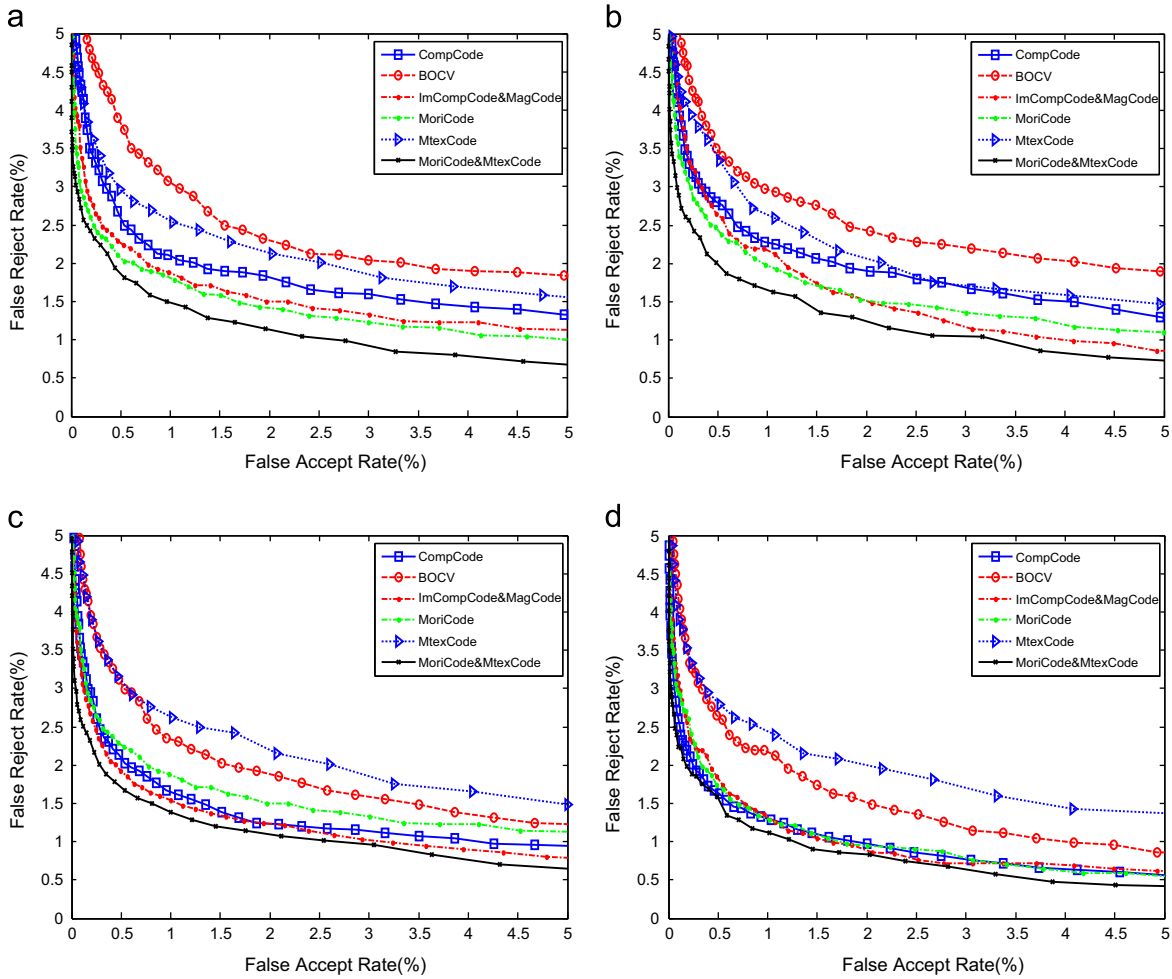 a
5
4.5
4
3.5
3
2.5
2
1.5
1
0.5
0
False Reject Rate(%)
CompCode
BOCV
ImCompCode&MagCode
MoriCode
MtexCode
MoriCode&MtexCode
0 0.5 1 1.5 2 2.5 3 3.5 4 4.5 5
False Accept Rate(%)
b
5
4.5
4
3.5
3
2.5
2
1.5
1
0.5
0
False Reject Rate(%)
CompCode
BOCV
ImCompCode&MagCode
MoriCode
MtexCode
MoriCode&MtexCode
0 0.5 1 1.5 2 2.5 3 3.5 4 4.5 5
False Accept Rate(%)
c
5
4.5
4
3.5
3
2.5
2
1.5
1
0.5
0
False Reject Rate(%)
CompCode
BOCV
ImCompCode&MagCode
MoriCode
MtexCode
MoriCode&MtexCode
0 0.5 1 1.5 2 2.5 3 3.5 4 4.5 5
False Accept Rate(%)
d
5
4.5
4
3.5
3
2.5
2
1.5
1
0.5
0
False Reject Rate(%)
CompCode
BOCV
ImCompCode&MagCode
MoriCode
MtexCode
MoriCode&MtexCode
0 0.5 1 1.5 2 2.5 3 3.5 4 4.5 5
False Accept Rate(%)